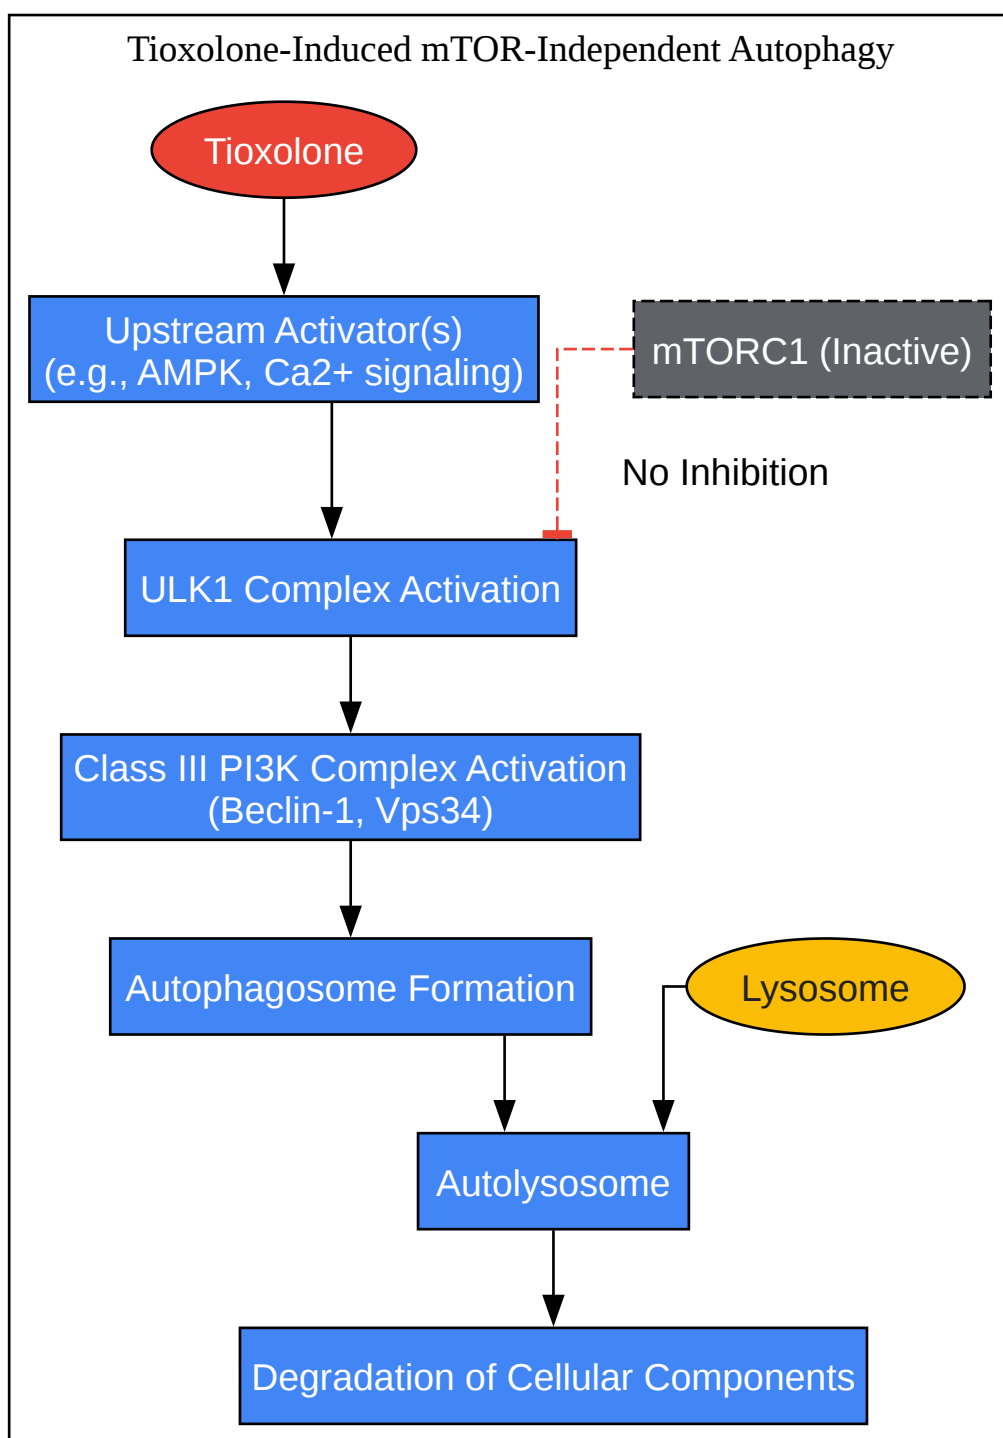 Tioxolone-Induced mTOR-Independent Autophagy
Tioxolone
Upstream Activator(s)
(e.g., AMPK, Ca2+ signaling)
mTORC1 (Inactive)
No Inhibition
ULK1 Complex Activation
Class III PI3K Complex Activation
(Beclin-1, Vps34)
Autophagosome Formation
Lysosome
Autolysosome
Degradation of Cellular Components